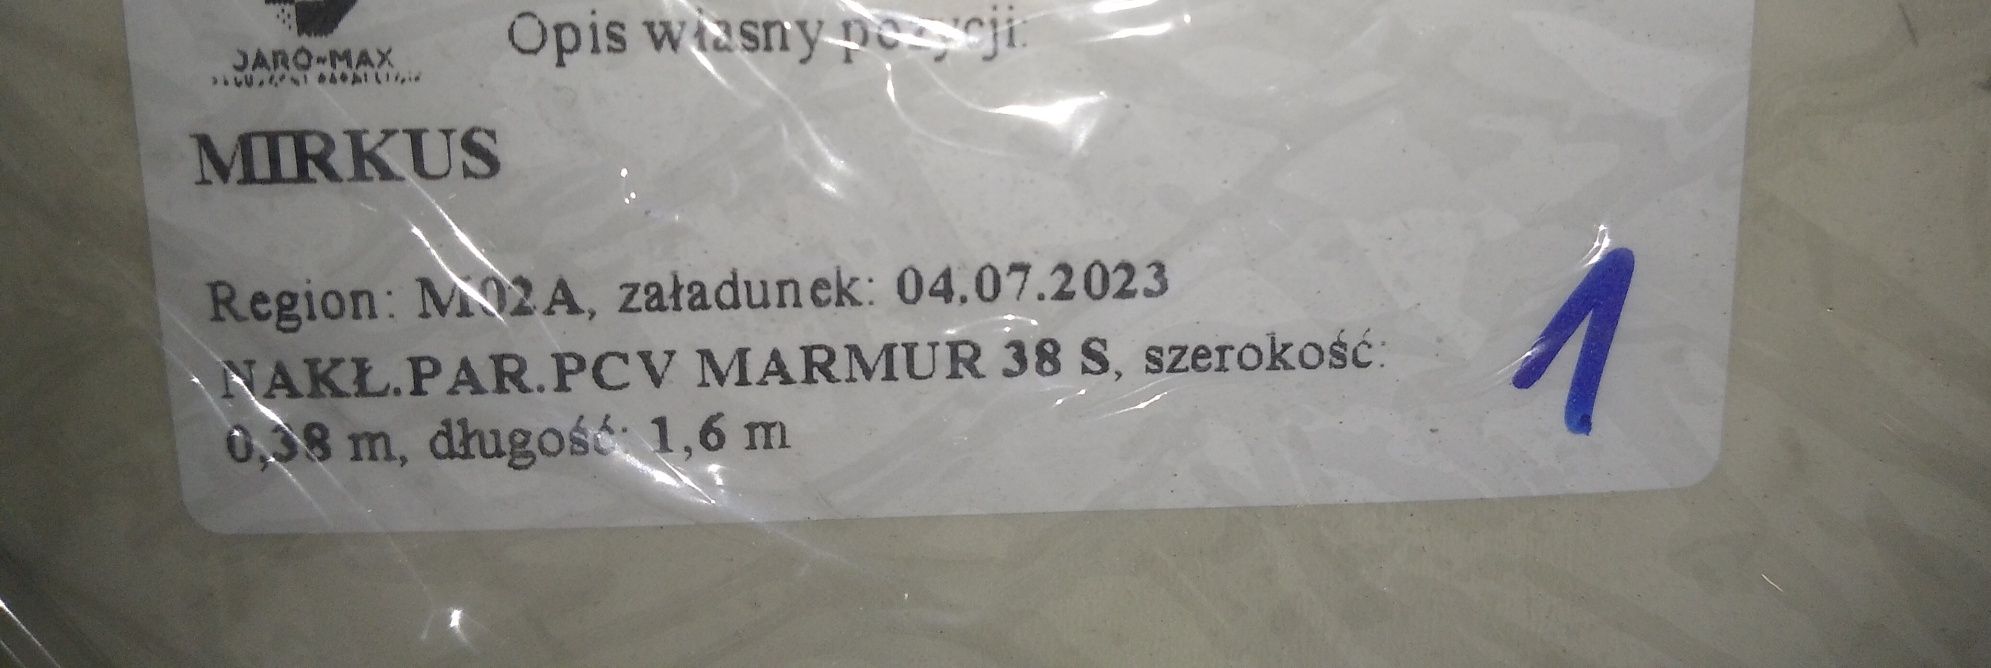 Opis własny pozycji:
JARO-MAX
MIRKUS
Region: M02A, załadunek: 04.07.2023
NAKŁ.PAR.PCV MARMUR 38 S, szerokość:
0,38 m, długość: 1,6 m
1